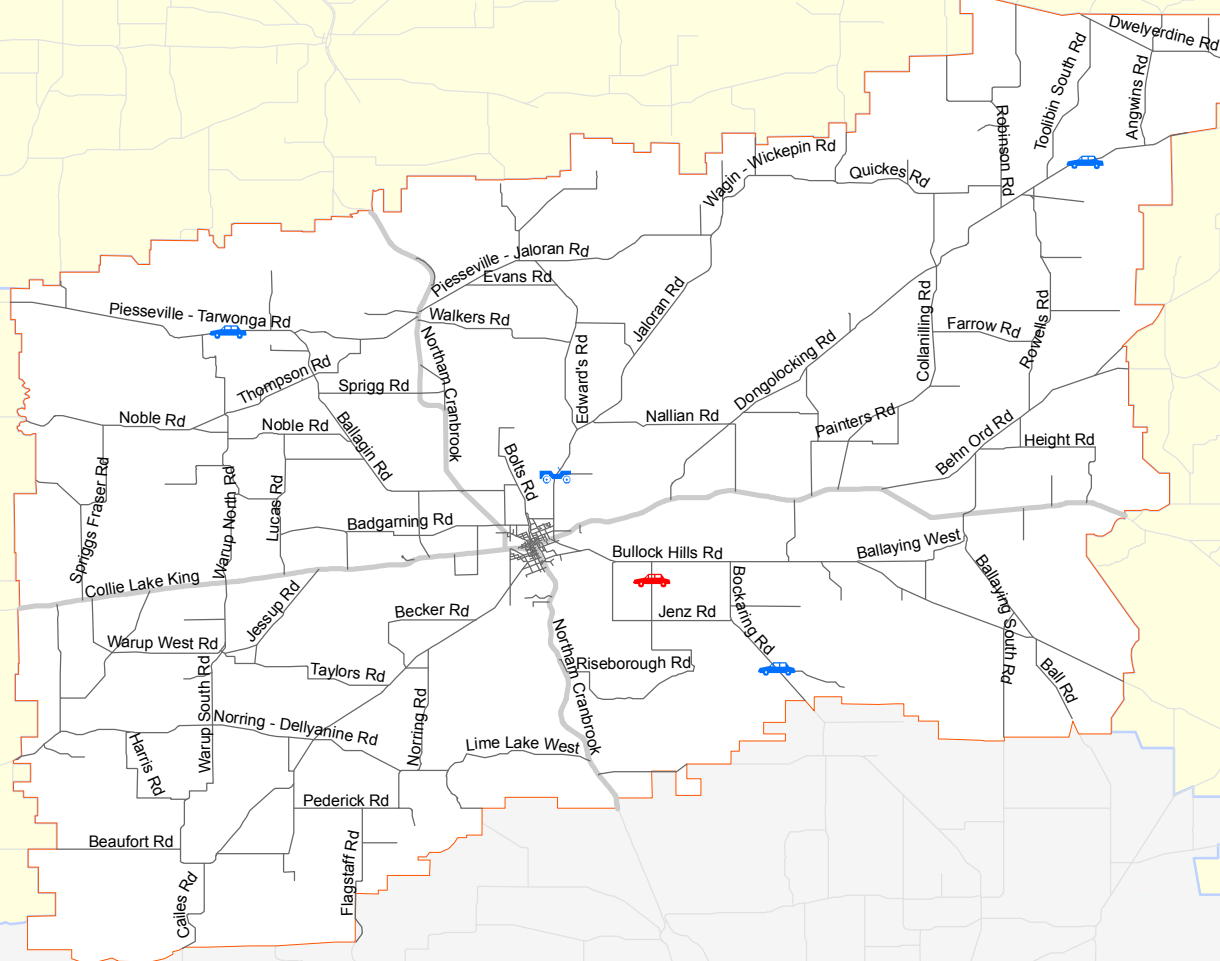 Dwelyerdine Rd
Toolibin South Rd
Angwins Rd
Robinson Rd
Wagin - Wickepin Rd
Quickes Rd
Piesseville - Jaloran Rd
Evans Rd
Jaloran Rd
Piesseville - Tarwonga Rd
Walkers Rd
Northam Cranbrook
Edward's Rd
Dongolocking Rd
Collanilling Rd
Farrow Rd
Rowells Rd
Thompson Rd
Sprigg Rd
Noble Rd
Noble Rd
Ballagin Rd
Nallian Rd
Painters Rd
Behn Ord Rd
Height Rd
Bolts Rd
Spriggs Fraser Rd
Warup North Rd
Lucas Rd
Badgarning Rd
Bullock Hills Rd
Ballaying West
Collie Lake King
Jessup Rd
Becker Rd
Jenz Rd
Bockaring Rd
Ballaying South Rd
Warup West Rd
Taylors Rd
Northam Cranbrook
Riseborough Rd
Ball Rd
Warup South Rd
Norring - Dellyanine Rd
Norring Rd
Lime Lake West
Harris Rd
Pederick Rd
Beaufort Rd
Flagstaff Rd
Cailes Rd